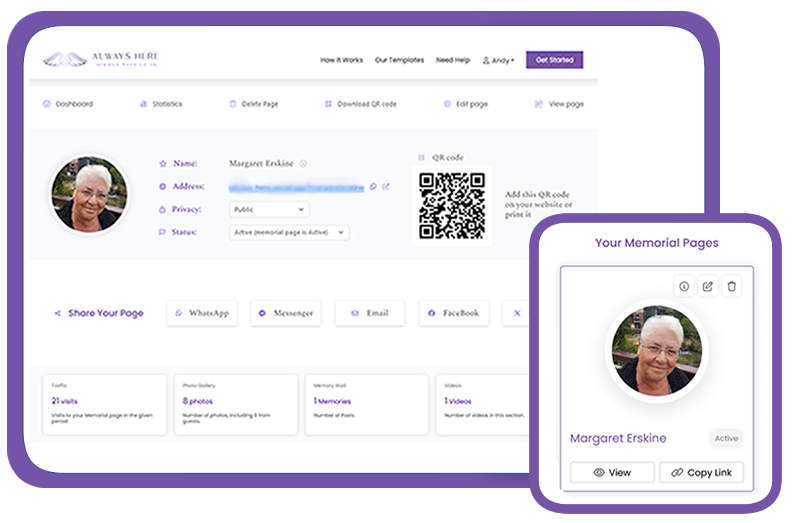 ALWAYS HERE
How It Works
Our Templates
Need Help
Andy
Get Started
Dashboard
Statistics
Delete Page
Download QR code
Edit page
View page
Name:
Margaret Erskine
Address:
Privacy:
Public
Status:
Active (memorial page is Active)
QR code
Add this QR code
on your website or
print it
Share Your Page
WhatsApp
Messenger
Email
FaceBook
X
Traffic
21 visits
Visits to your Memorial page in the given
period
Photo Gallery
8 photos
Number of photos, including 5 from
guests.
Memory Wall
1 Memories
Number of Posts
Videos
1 Videos
Number of videos in this section.
Your Memorial Pages
Margaret Erskine
Active
View
Copy Link